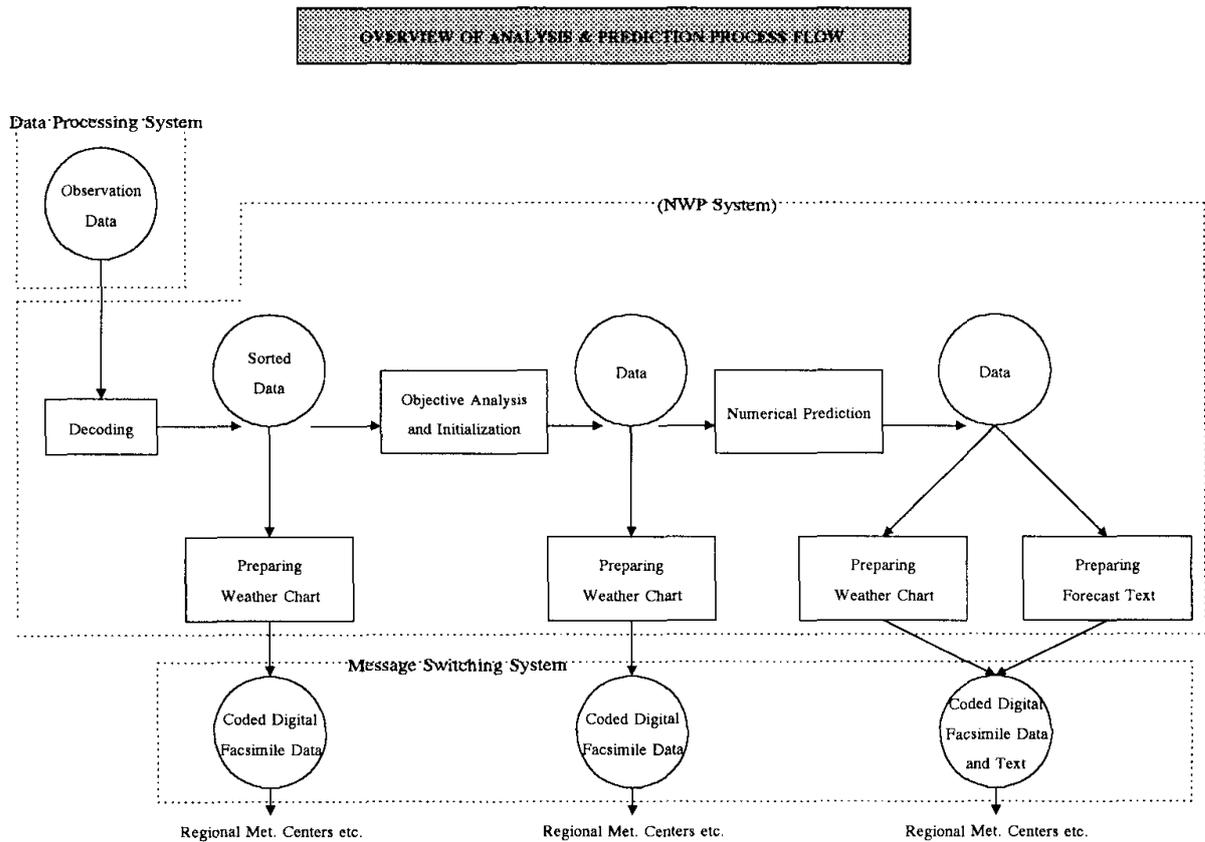 OVERVIEW OF ANALYSIS & PREDICTION PROCESS FLOW
Data Processing System
Observation
Data
(NWP System)
Sorted
Data
Data
Data
Objective Analysis
and Initialization
Numerical Prediction
Decoding
Preparing
Weather Chart
Preparing
Weather Chart
Preparing
Weather Chart
Preparing
Forecast Text
Message Switching System
Coded Digital
Facsimile Data
Coded Digital
Facsimile Data
Coded Digital
Facsimile Data
and Text
Regional Met. Centers etc.
Regional Met. Centers etc.
Regional Met. Centers etc.